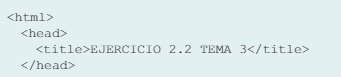 <html>
<head>
<title>EJERCICIO 2.2 TEMA 3</title>
</head>